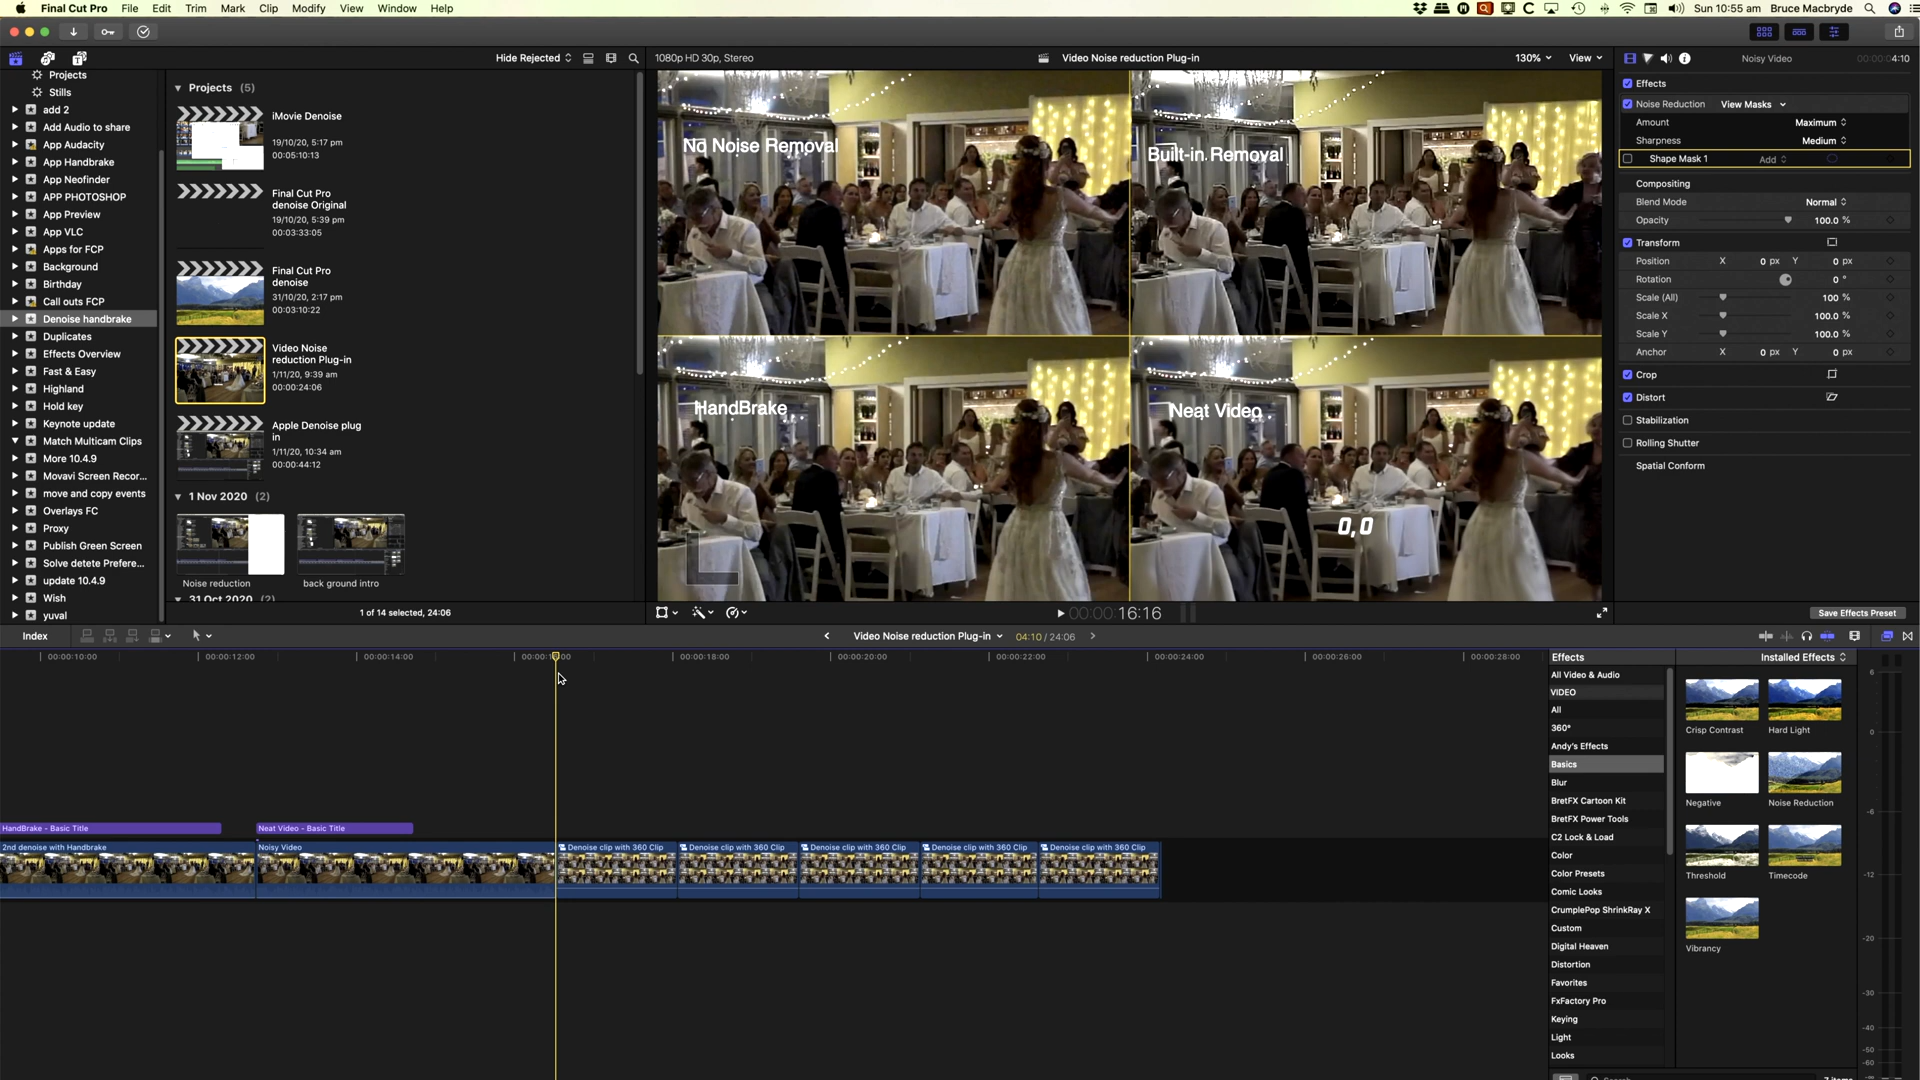 Final Cut Pro File Edit Trim Mark Clip Modify View Window Help
Sun 10:55 am Bruce Macbryde
Hide Rejected
1080p HD 30p, Stereo
Video Noise reduction Plug-in
130% View
Noisy Video
4:10
Projects
Stills
add 2
Add Audio to share
App Audacity
App Handbrake
App Neofinder
APP PHOTOSHOP
App Preview
App VLC
Apps for FCP
Background
Birthday
Call outs FCP
Denoise handbrake
Duplicates
Effects Overview
Fast & Easy
Highland
Hold key
Keynote update
Match Multicam Clips
More 10.4.9
Movavi Screen Recor...
move and copy events
Overlays FC
Proxy
Publish Green Screen
Solve detete Prefere...
update 10.4.9
Wish
yuval
Projects (5)
iMovie Denoise
19/10/20, 5:17 pm
00:05:10:13
Final Cut Pro
denoise Original
19/10/20, 5:39 pm
00:03:33:05
Final Cut Pro
denoise
31/10/20, 2:17 pm
00:03:10:22
Video Noise
reduction Plug-in
1/11/20, 9:39 am
00:00:24:06
Apple Denoise plug
in
1/11/20, 10:34 am
00:00:44:12
1 Nov 2020 (2)
Noise reduction
back ground intro
31 Oct 2020 (2)
1 of 14 selected, 24:06
No Noise Removal
Built-in Removal
HandBrake
Neat Video
0,0
00:00:16:16
Effects
Noise Reduction View Masks
Amount Maximum
Sharpness Medium
Shape Mask 1 Add
Compositing
Blend Mode Normal
Opacity 100.0 %
Transform
Position X 0 px Y 0 px
Rotation 0 °
Scale (All) 100 %
Scale X 100.0 %
Scale Y 100.0 %
Anchor X 0 px Y 0 px
Crop
Distort
Stabilization
Rolling Shutter
Spatial Conform
Save Effects Preset
Index
Video Noise reduction Plug-in
04:10 / 24:06
00:00:10:00 00:00:12:00 00:00:14:00 00:00:18:00 00:00:20:00 00:00:22:00 00:00:24:00 00:00:26:00 00:00:28:00
HandBrake - Basic Title
Neat Video - Basic Title
2nd denoise with Handbrake
Noisy Video
Denoise clip with 360 Clip
Denoise clip with 360 Clip
Denoise clip with 360 Clip
Denoise clip with 360 Clip
Denoise clip with 360 Clip
Effects
Installed Effects
All Video & Audio
VIDEO
All
360°
Andy's Effects
Basics
Blur
BretFX Cartoon Kit
BretFX Power Tools
C2 Lock & Load
Color
Color Presets
Comic Looks
CrumplePop ShrinkRay X
Custom
Digital Heaven
Distortion
Favorites
FxFactory Pro
Keying
Light
Looks
Crisp Contrast
Hard Light
Negative
Noise Reduction
Threshold
Timecode
Vibrancy
6
0
-6
-12
-20
-30
-40
-50
-60